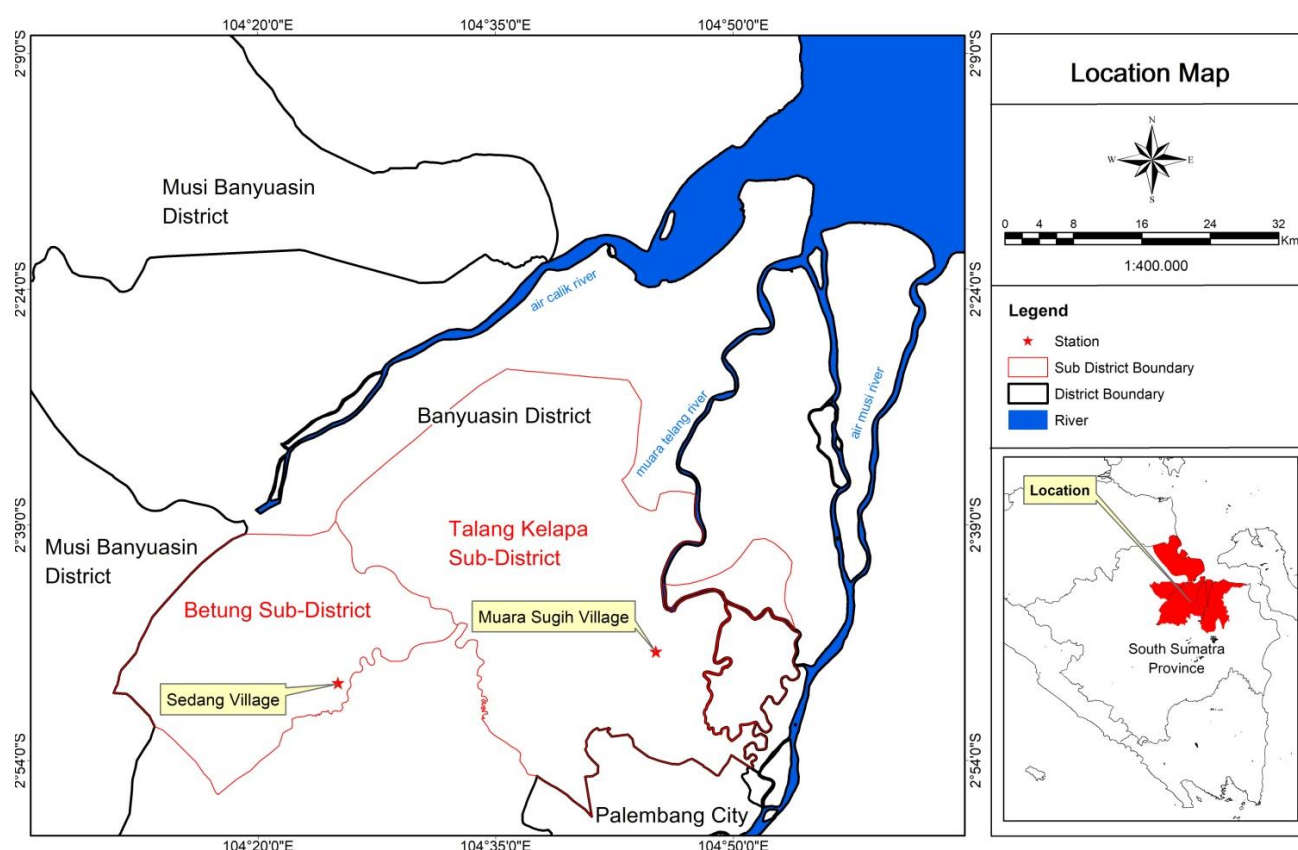 104°20'0"E
104°35'0"E
104°50'0"E
2°9'0"S
2°9'0"S
Location Map
N
W
E
S
Musi Banyuasin
District
0
4
8
16
24
32
Km
1:400.000
2°24'0"S
2°24'0"S
air calik river
Legend
Station
Sub District Boundary
District Boundary
River
Banyuasin District
muara telang river
air musi river
Location
2°39'0"S
2°39'0"S
Talang Kelapa
Sub-District
Musi Banyuasin
District
Betung Sub-District
Muara Sugih Village
South Sumatra
Province
Sedang Village
2°54'0"S
2°54'0"S
Palembang City
104°20'0"E
104°35'0"E
104°50'0"E